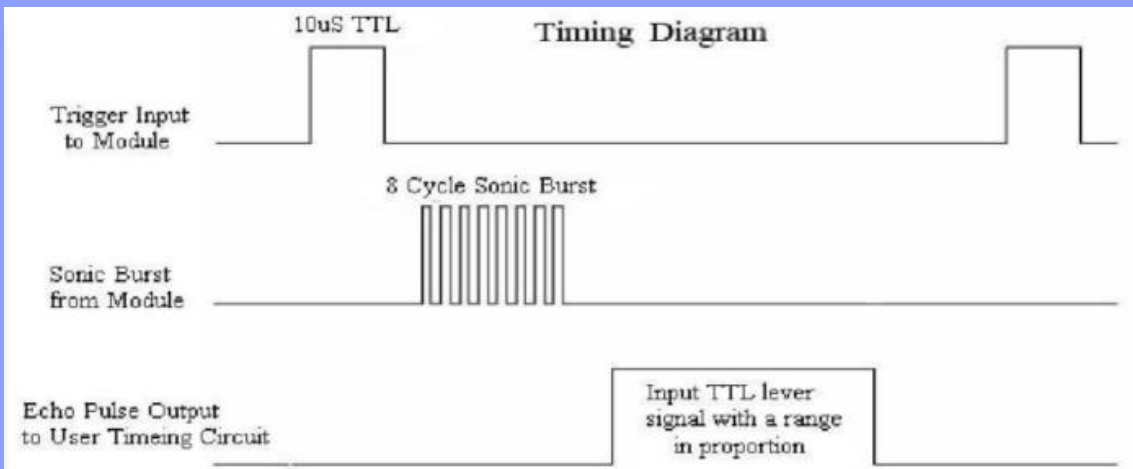 10uS TTL
Timing Diagram
Trigger Input
to Module
8 Cycle Sonic Burst
Sonic Burst
from Module
Echo Pulse Output
to User Timeing Circuit
Input TTL lever
signal with a range
in proportion